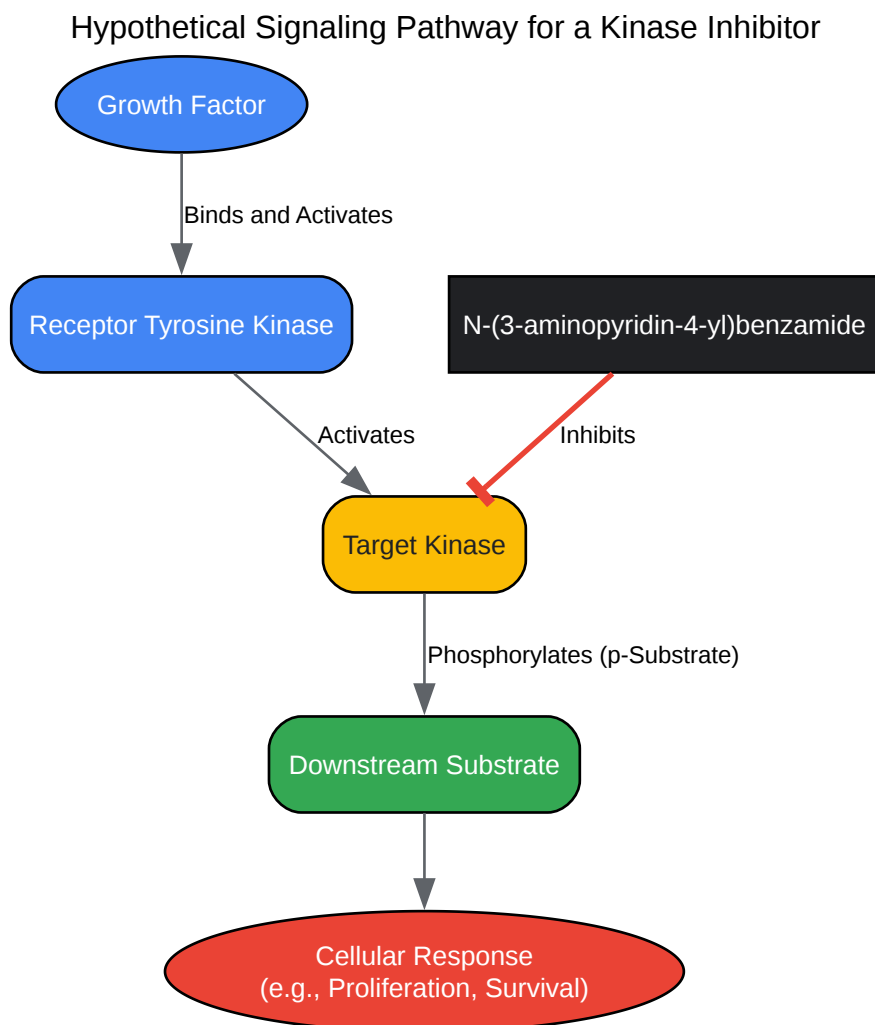 Hypothetical Signaling Pathway for a Kinase Inhibitor
Growth Factor
Binds and Activates
Receptor Tyrosine Kinase
N-(3-aminopyridin-4-yl)benzamide
Activates
Inhibits
Target Kinase
Phosphorylates (p-Substrate)
Downstream Substrate
Cellular Response
(e.g., Proliferation, Survival)